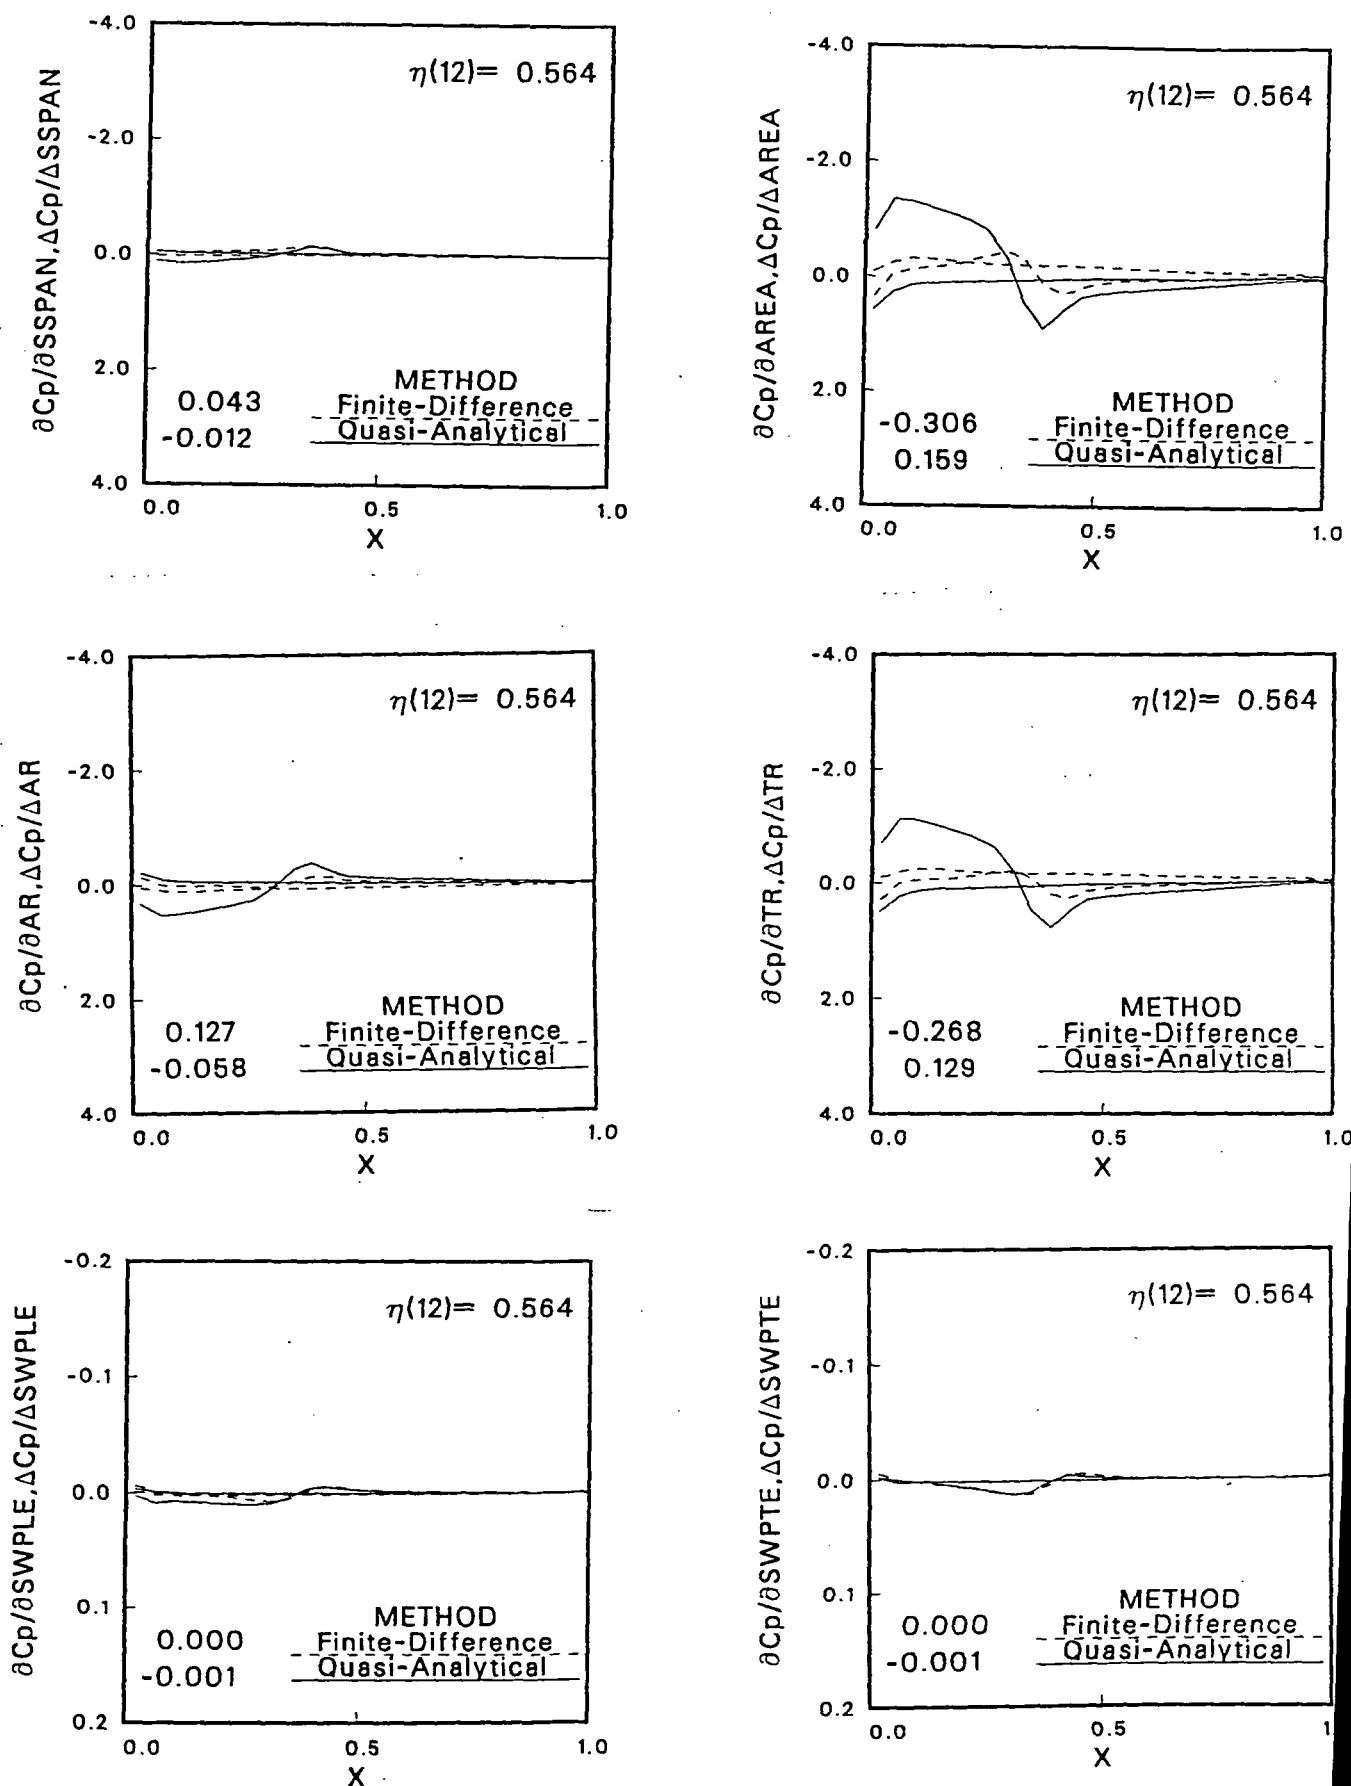 ∂Cp/∂SSPAN,ΔCp/ΔSSPAN
-4.0
-2.0
0.0
2.0
4.0
η(12)= 0.564
METHOD
0.043 Finite-Difference
-0.012 Quasi-Analytical
0.0 0.5 1.0
X
∂Cp/∂AREA,ΔCp/ΔAREA
-4.0
-2.0
0.0
2.0
4.0
η(12)= 0.564
METHOD
-0.306 Finite-Difference
0.159 Quasi-Analytical
0.0 0.5 1.0
X
∂Cp/∂AR,ΔCp/ΔAR
-4.0
-2.0
0.0
2.0
4.0
η(12)= 0.564
METHOD
0.127 Finite-Difference
-0.058 Quasi-Analytical
0.0 0.5 1.0
X
∂Cp/∂TR,ΔCp/ΔTR
-4.0
-2.0
0.0
2.0
4.0
η(12)= 0.564
METHOD
-0.268 Finite-Difference
0.129 Quasi-Analytical
0.0 0.5 1.0
X
∂Cp/∂SWPLE,ΔCp/ΔSWPLE
-0.2
-0.1
0.0
0.1
0.2
η(12)= 0.564
METHOD
0.000 Finite-Difference
-0.001 Quasi-Analytical
0.0 0.5 1.0
X
∂Cp/∂SWPTE,ΔCp/ΔSWPTE
-0.2
-0.1
0.0
0.1
0.2
η(12)= 0.564
METHOD
0.000 Finite-Difference
-0.001 Quasi-Analytical
0.0 0.5 1.
X